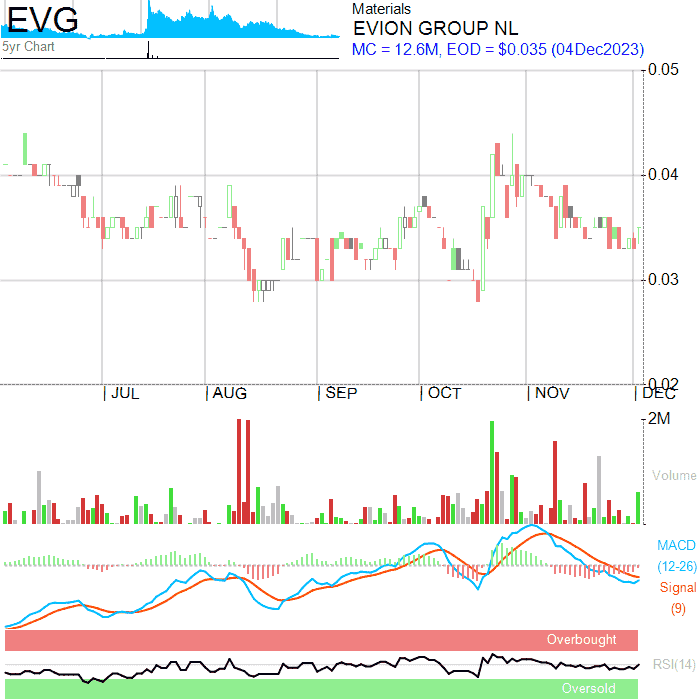 EVG
5yr Chart
Materials
EVION GROUP NL
MC = 12.6M, EOD = $0.035 (04Dec2023)
0.05
0.04
0.03
0.02
JUL
AUG
SEP
OCT
NOV
DEC
2M
Volume
MACD
(12-26)
Signal
(9)
Overbought
RSI(14)
Oversold